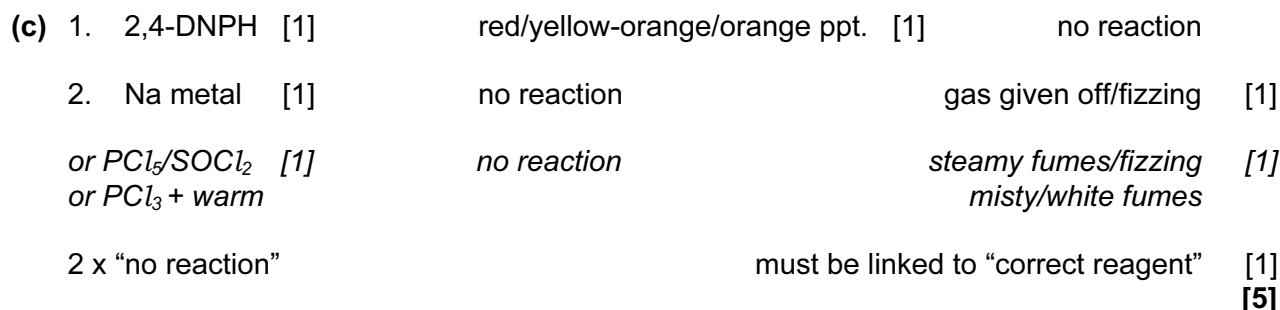 (c) 1. 2,4-DNPH [1] red/yellow-orange/orange ppt. [1] no reaction
2. Na metal [1] no reaction gas given off/fizzing [1]
or PCl5/SOCl2 [1] no reaction steamy fumes/fizzing [1]
or PCl3 + warm misty/white fumes
2 x “no reaction” must be linked to “correct reagent” [1]
[5]